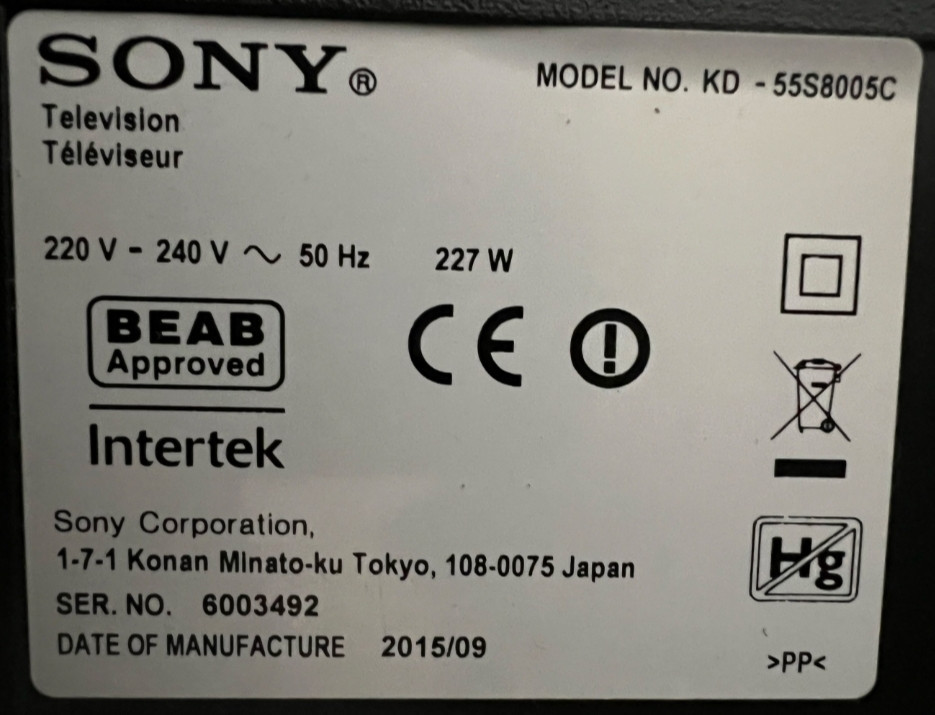 SONY®
MODEL NO. KD - 55S8005C
Television
Téléviseur
220 V - 240 V ~ 50 Hz 227 W
BEAB
Approved
Intertek
CE
Sony Corporation,
1-7-1 Konan Minato-ku Tokyo, 108-0075 Japan
Hg
SER. NO. 6003492
DATE OF MANUFACTURE 2015/09
>PP<